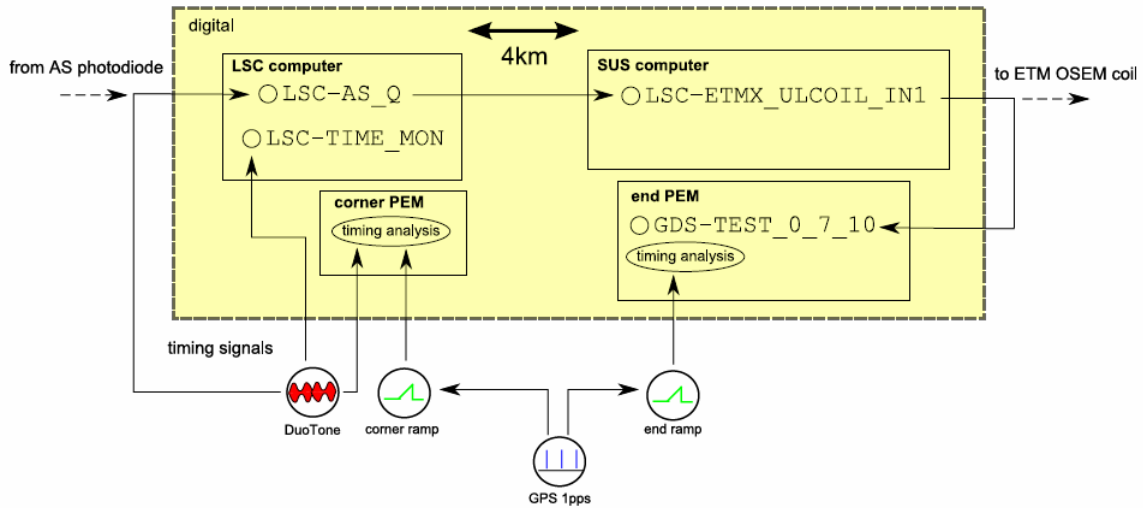 digital
4km
from AS photodiode
LSC computer
LSC-AS_Q
LSC-TIME_MON
SUS computer
LSC-ETMX_ULCOIL_IN1
to ETM OSEM coil
corner PEM
timing analysis
end PEM
GDS-TEST_0_7_10
timing analysis
timing signals
DuoTone
corner ramp
end ramp
GPS 1pps